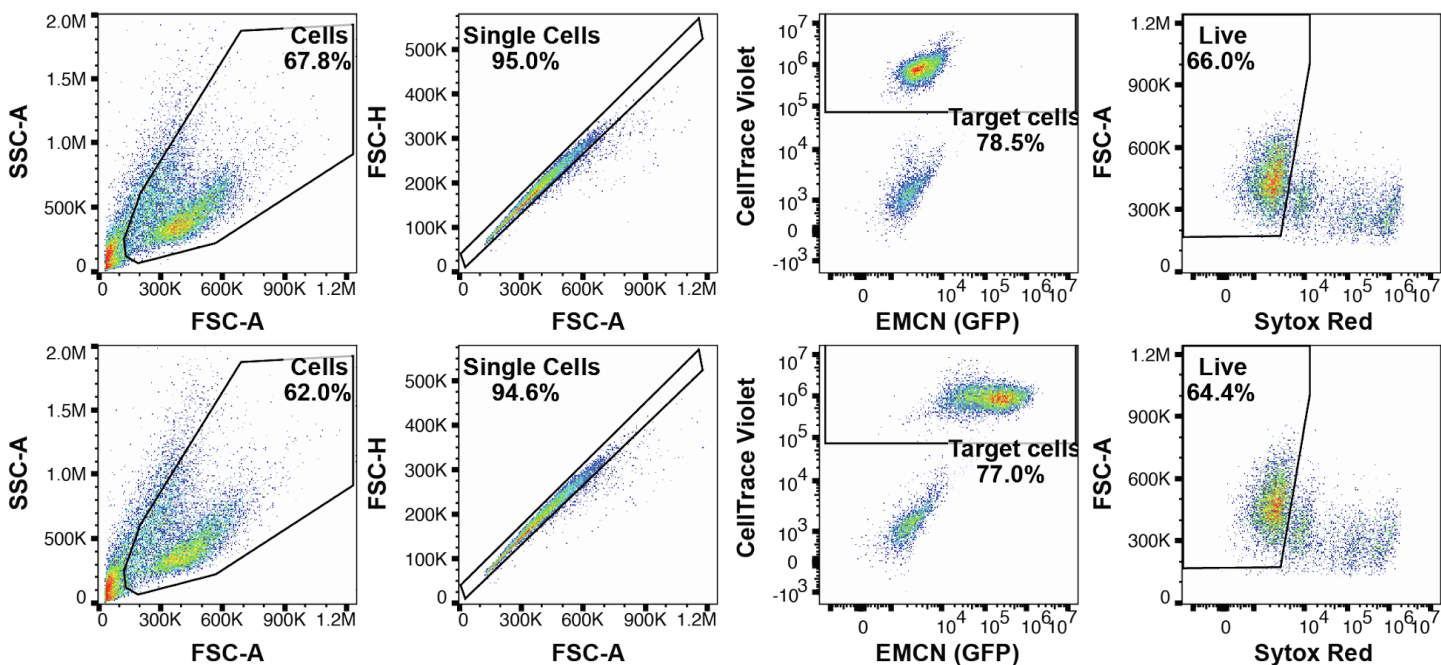 Cells
67.8%
2.0M
1.5M
1.0M
500K
0
SSC-A
0 300K 600K 900K 1.2M
FSC-A
Single Cells
95.0%
500K
400K
300K
200K
100K
0
FSC-H
0 300K 600K 900K 1.2M
FSC-A
Target cells
78.5%
10^7
10^6
10^5
10^4
10^3
0
-10^3
CellTrace Violet
0 10^4 10^5 10^6 10^7
EMCN (GFP)
Live
66.0%
1.2M
900K
600K
300K
0
FSC-A
0 10^4 10^5 10^6 10^7
Sytox Red
Cells
62.0%
2.0M
1.5M
1.0M
500K
0
SSC-A
0 300K 600K 900K 1.2M
FSC-A
Single Cells
94.6%
500K
400K
300K
200K
100K
0
FSC-H
0 300K 600K 900K 1.2M
FSC-A
Target cells
77.0%
10^7
10^6
10^5
10^4
10^3
0
-10^3
CellTrace Violet
0 10^4 10^5 10^6 10^7
EMCN (GFP)
Live
64.4%
1.2M
900K
600K
300K
0
FSC-A
0 10^4 10^5 10^6 10^7
Sytox Red